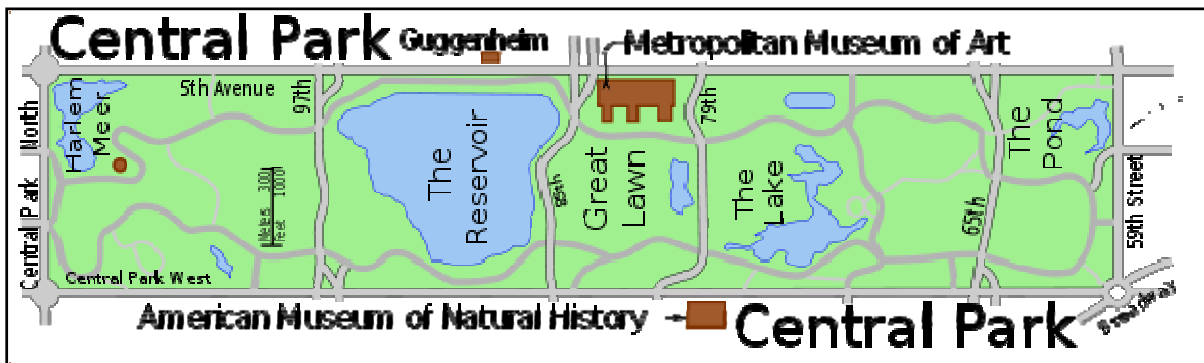 Central Park
Guggenheim
Metropolitan Museum of Art
5th Avenue
97th
79th
Harlem
Meer
Central Park North
The
Reservoir
85th
Great
Lawn
The
Lake
The
Pond
65th
59th Street
Meters 300
Feet 1000
Central Park West
American Museum of Natural History
Central Park
Broadway